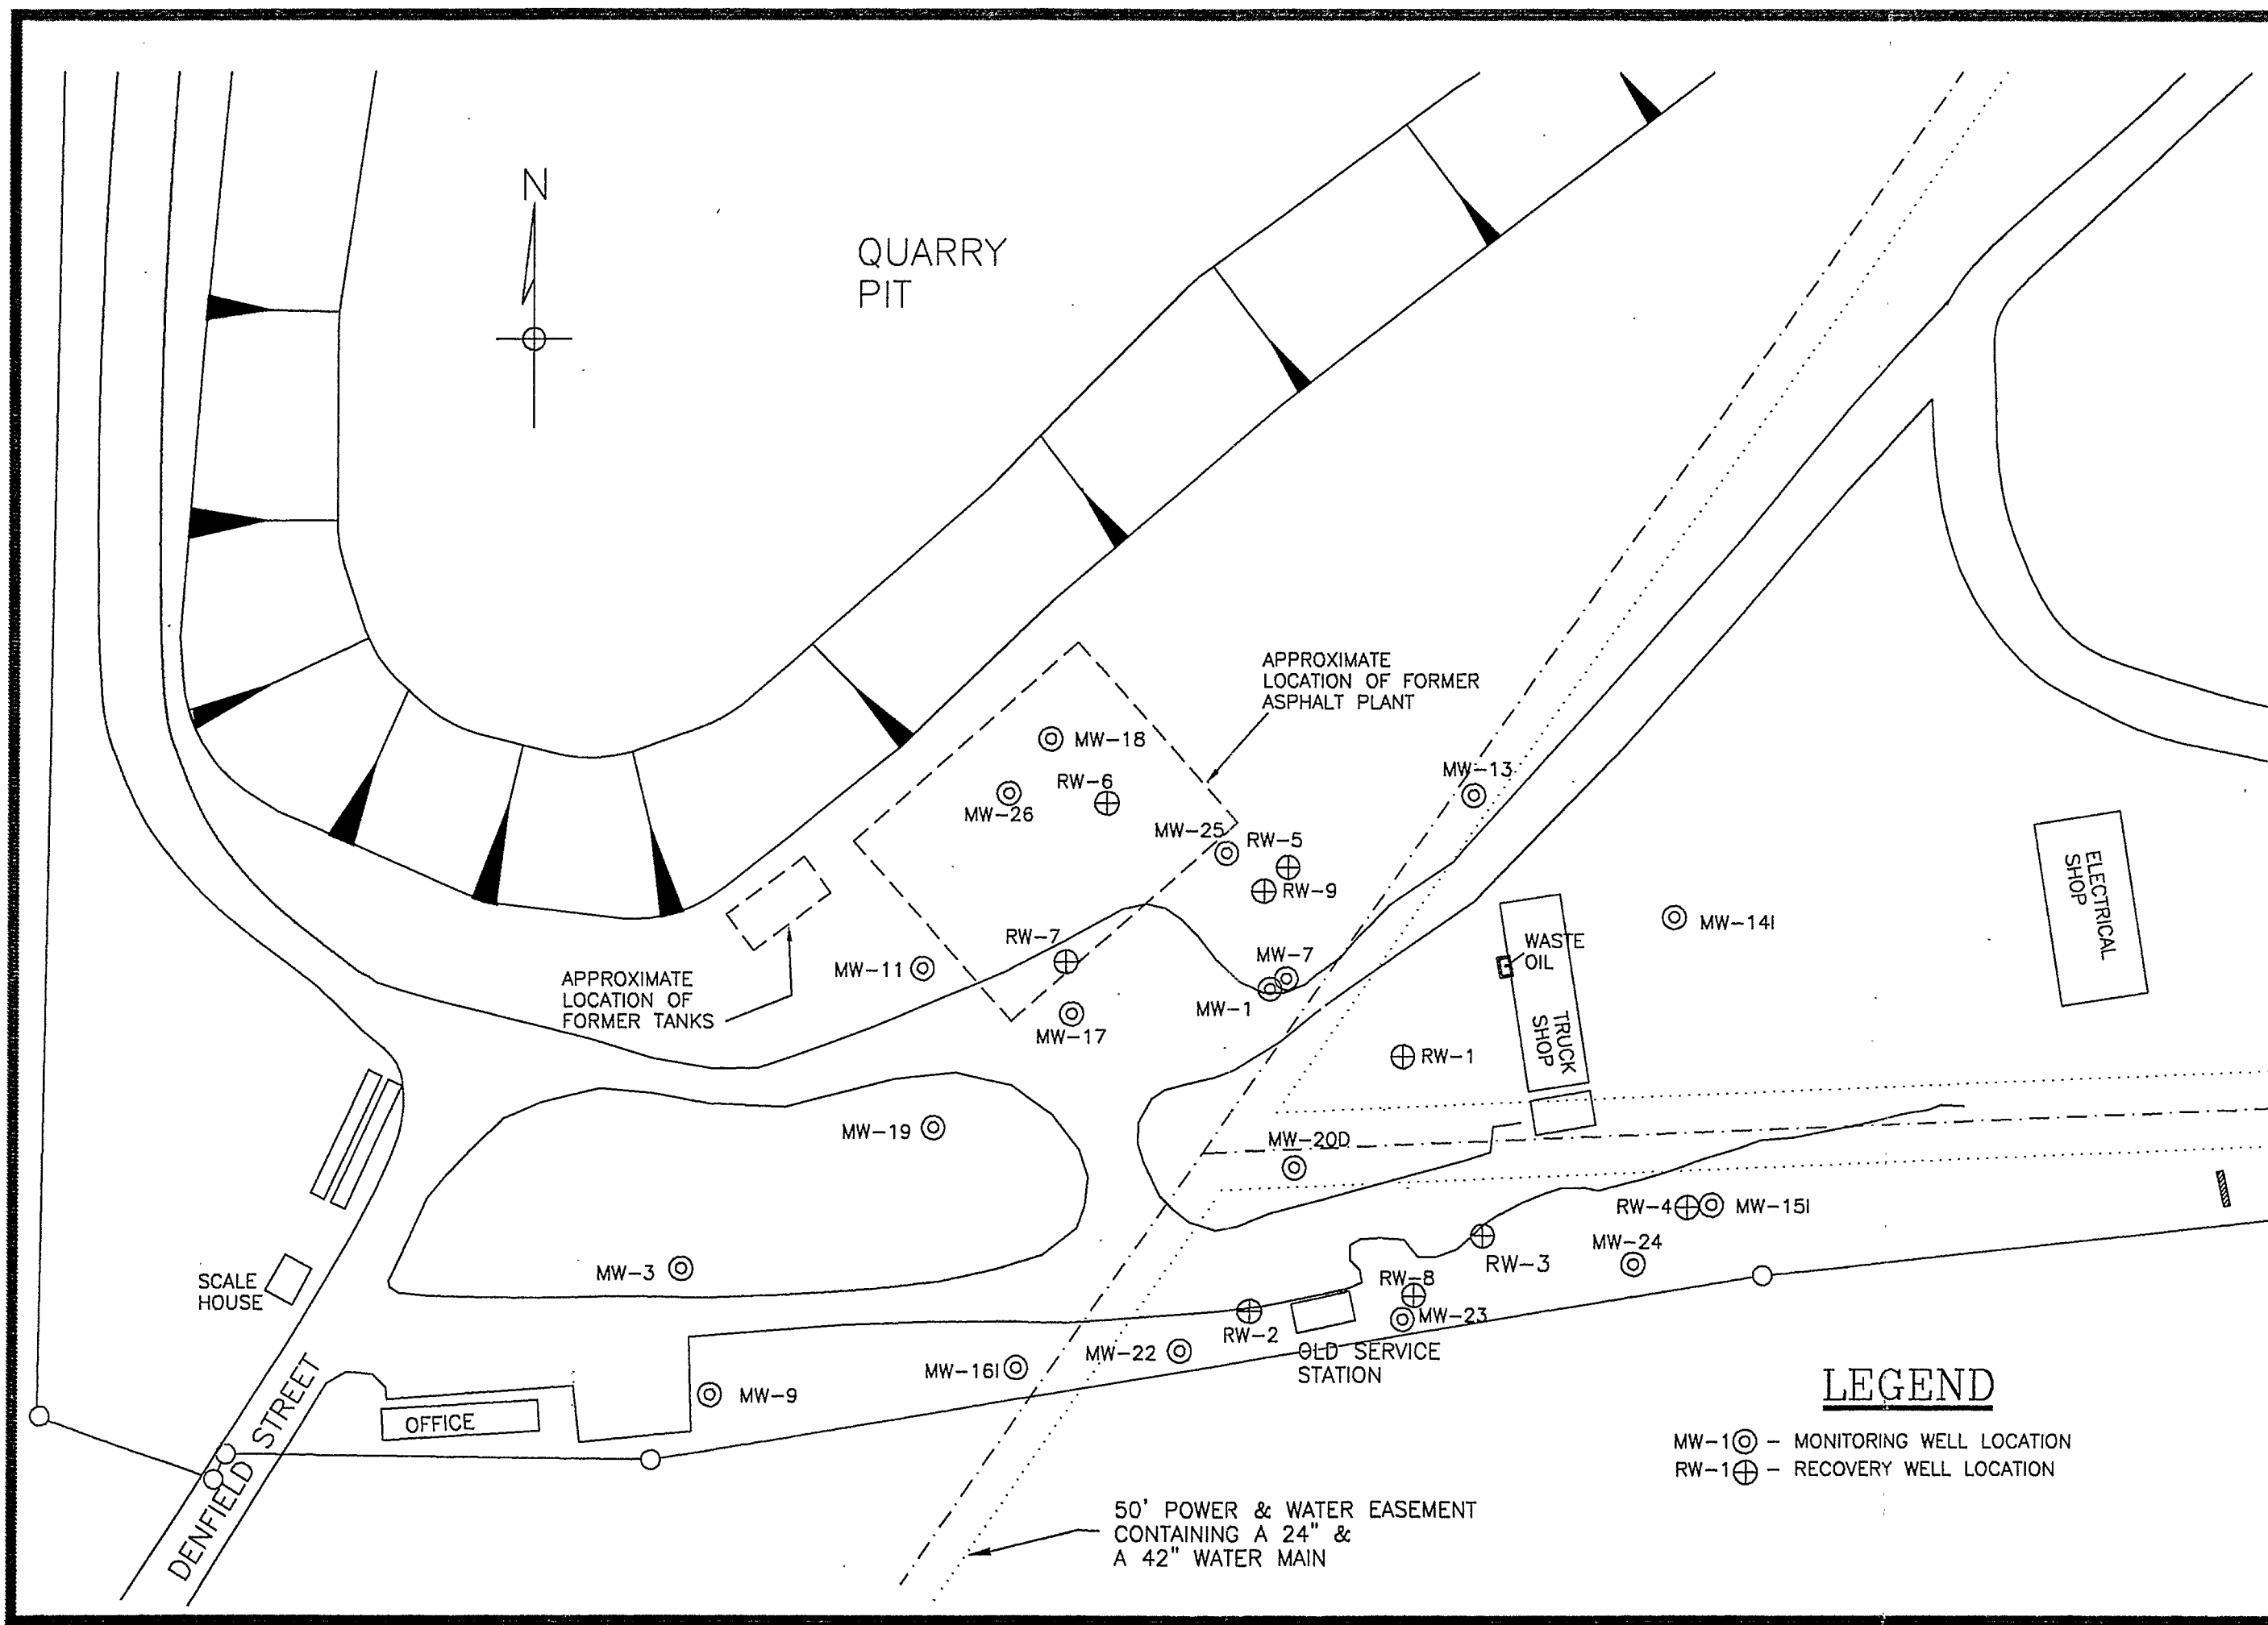 N
QUARRY
PIT
APPROXIMATE
LOCATION OF FORMER
ASPHALT PLANT
MW-18
RW-6
MW-26
MW-13
MW-25
RW-5
RW-9
ELECTRICAL
SHOP
MW-14I
WASTE
OIL
RW-7
MW-11
MW-7
MW-1
APPROXIMATE
LOCATION OF
FORMER TANKS
MW-17
TRUCK
SHOP
RW-1
MW-19
MW-20D
RW-4
MW-15I
MW-24
RW-3
MW-3
SCALE
HOUSE
RW-8
MW-23
RW-2
MW-22
OLD SERVICE
STATION
MW-16I
MW-9
OFFICE
DENFIELD STREET
LEGEND
MW-1 – MONITORING WELL LOCATION
RW-1 – RECOVERY WELL LOCATION
50' POWER & WATER EASEMENT
CONTAINING A 24" &
A 42" WATER MAIN